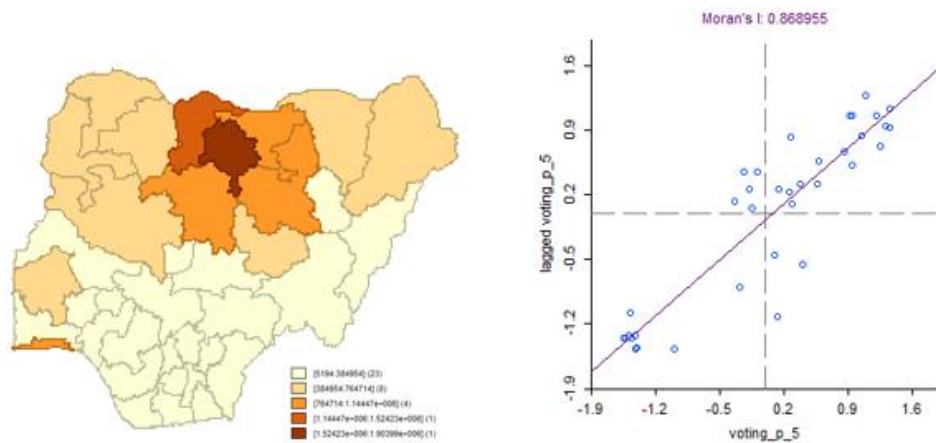 Moran's I: 0.868955
[5194:384954] (23)
[384954:764714] (8)
[764714:1.14447e+006] (4)
[1.14447e+006:1.52423e+006] (1)
[1.52423e+006:1.90399e+006] (1)
lagged voting_p_5
1.6
0.9
0.2
-0.5
-1.2
-1.9
-1.9 -1.2 -0.5 0.2 0.9 1.6
voting_p_5